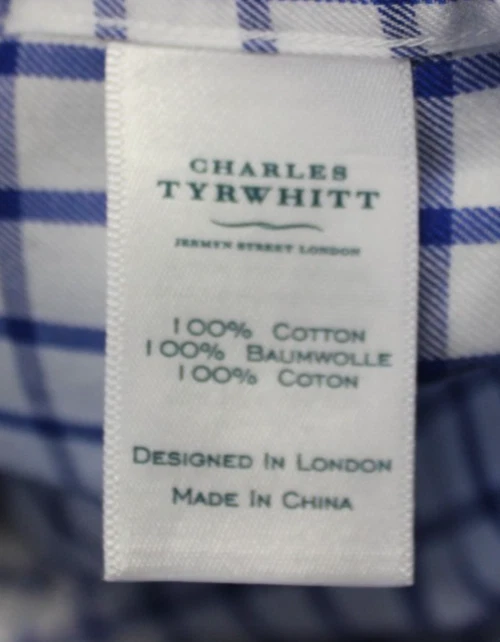 CHARLES
TYRWHITT
JERMYN STREET LONDON
100% COTTON
100% BAUMWOLLE
100% COTON
DESIGNED IN LONDON
MADE IN CHINA